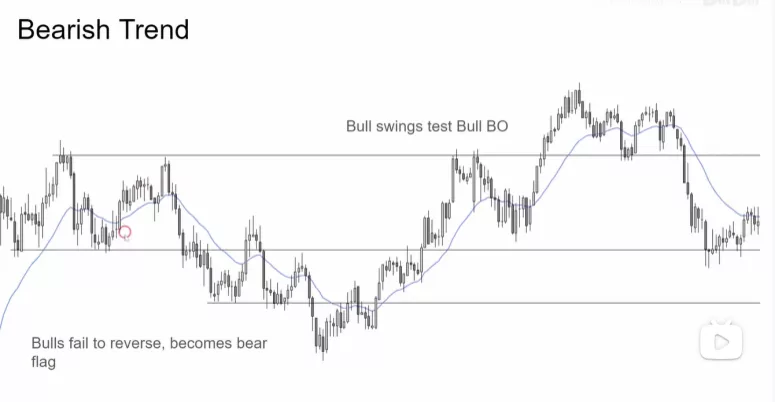 Bearish Trend
Bull swings test Bull BO
Bulls fail to reverse, becomes bear
flag